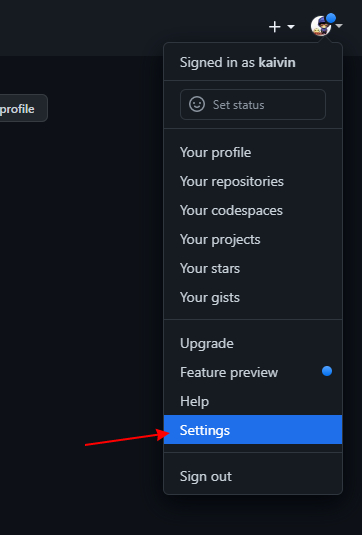 Signed in as kaivin
profile
Set status
Your profile
Your repositories
Your codespaces
Your projects
Your stars
Your gists
Upgrade
Feature preview
Help
Settings
Sign out